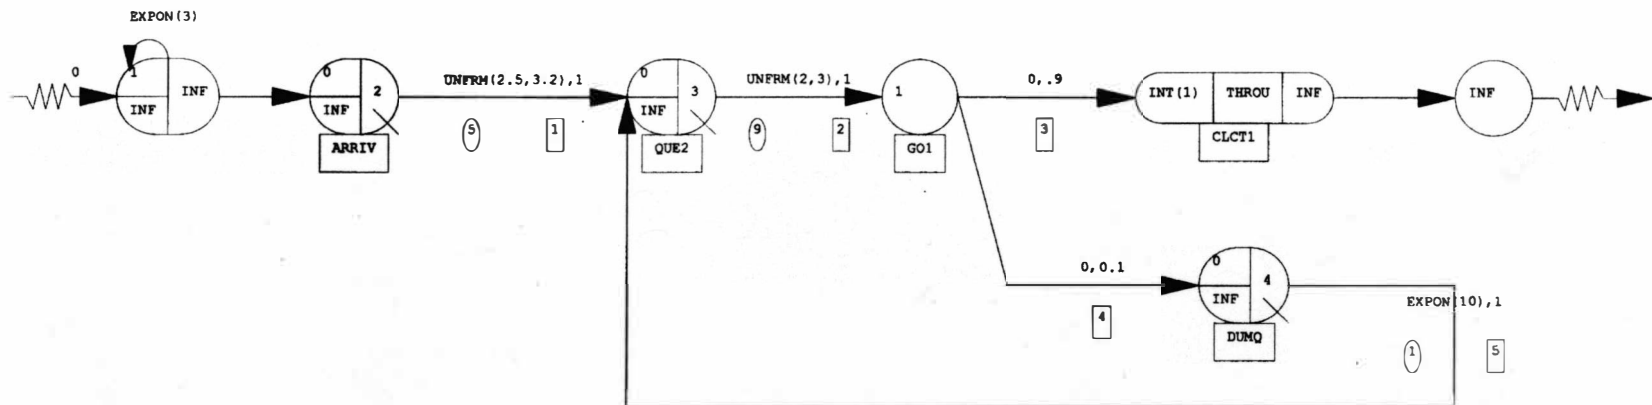 EXPON(3)
0
1
INF
INF
0
INF
2
ARRIV
UNFRM(2.5,3.2),1
5
1
0
INF
3
QUE2
UNFRM(2,3),1
9
2
1
GO1
0,.9
3
INT(1)
THROU
INF
CLCT1
INF
0,0.1
4
0
INF
4
DUMQ
EXPON(10),1
1
5